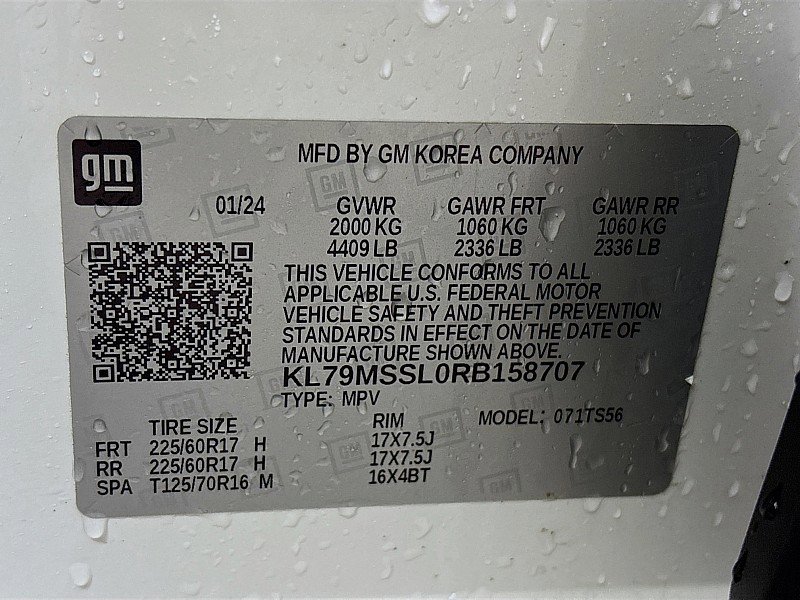 gm
MFD BY GM KOREA COMPANY
01/24 GVWR GAWR FRT GAWR RR
2000 KG 1060 KG 1060 KG
4409 LB 2336 LB 2336 LB
THIS VEHICLE CONFORMS TO ALL
APPLICABLE U.S. FEDERAL MOTOR
VEHICLE SAFETY AND THEFT PREVENTION
STANDARDS IN EFFECT ON THE DATE OF
MANUFACTURE SHOWN ABOVE.
KL79MSSL0RB158707
TYPE: MPV
TIRE SIZE RIM MODEL: 071TS56
FRT 225/60R17 H 17X7.5J
RR 225/60R17 H 17X7.5J
SPA T125/70R16 M 16X4BT